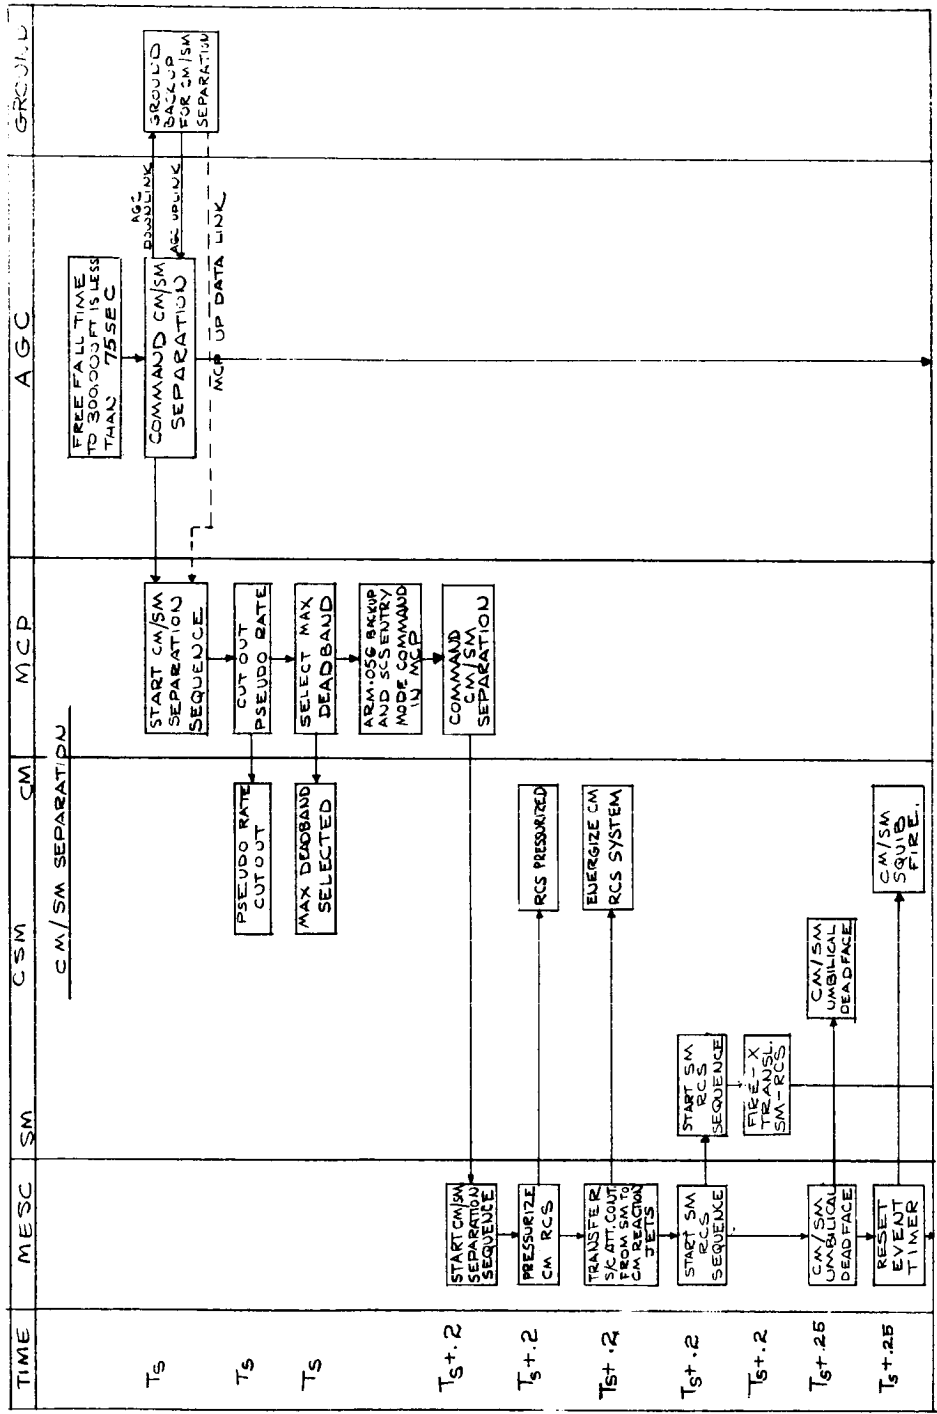 TIME
MESC
SM
CSM
CM
MCP
AGC
GROUND
CM/SM SEPARATION
FREE FALL TIME
TO 300,000 FT IS LESS
THAN 75 SEC
TS
START CM/SM
SEPARATION
SEQUENCE
COMMAND CM/SM
SEPARATION
AGC
DOWNLINK
AGC UPLINK
MCP UP DATA LINK
GROUND
BACKUP
FOR CM/SM
SEPARATION
TS
PSEUDO RATE
CUTOUT
CUTOUT
PSEUDO RATE
TS
MAX DEADBAND
SELECTED
SELECT MAX
DEADBAND
ARM .05G BACKUP
AND SCS ENTRY
MODE COMMAND
IN MCP
TS+.2
START CM/SM
SEPARATION
SEQUENCE
COMMAND
CM/SM
SEPARATION
TS+.2
PRESSURIZE
CM RCS
RCS PRESSURIZED
TS+.2
TRANSFER
S/C ATT. CONT.
FROM SM TO
CM REACTION
JETS
ENERGIZE CM
RCS SYSTEM
TS+.2
START SM
RCS
SEQUENCE
START SM
RCS
SEQUENCE
TS+.2
FIRE-X
TRANSL.
SM-RCS
TS+.25
CM/SM
UMBILICAL
DEADFACE
CM/SM
UMBILICAL
DEADFACE
TS+.25
RESET
EVENT
TIMER
CM/SM
SQUIB
FIRE.